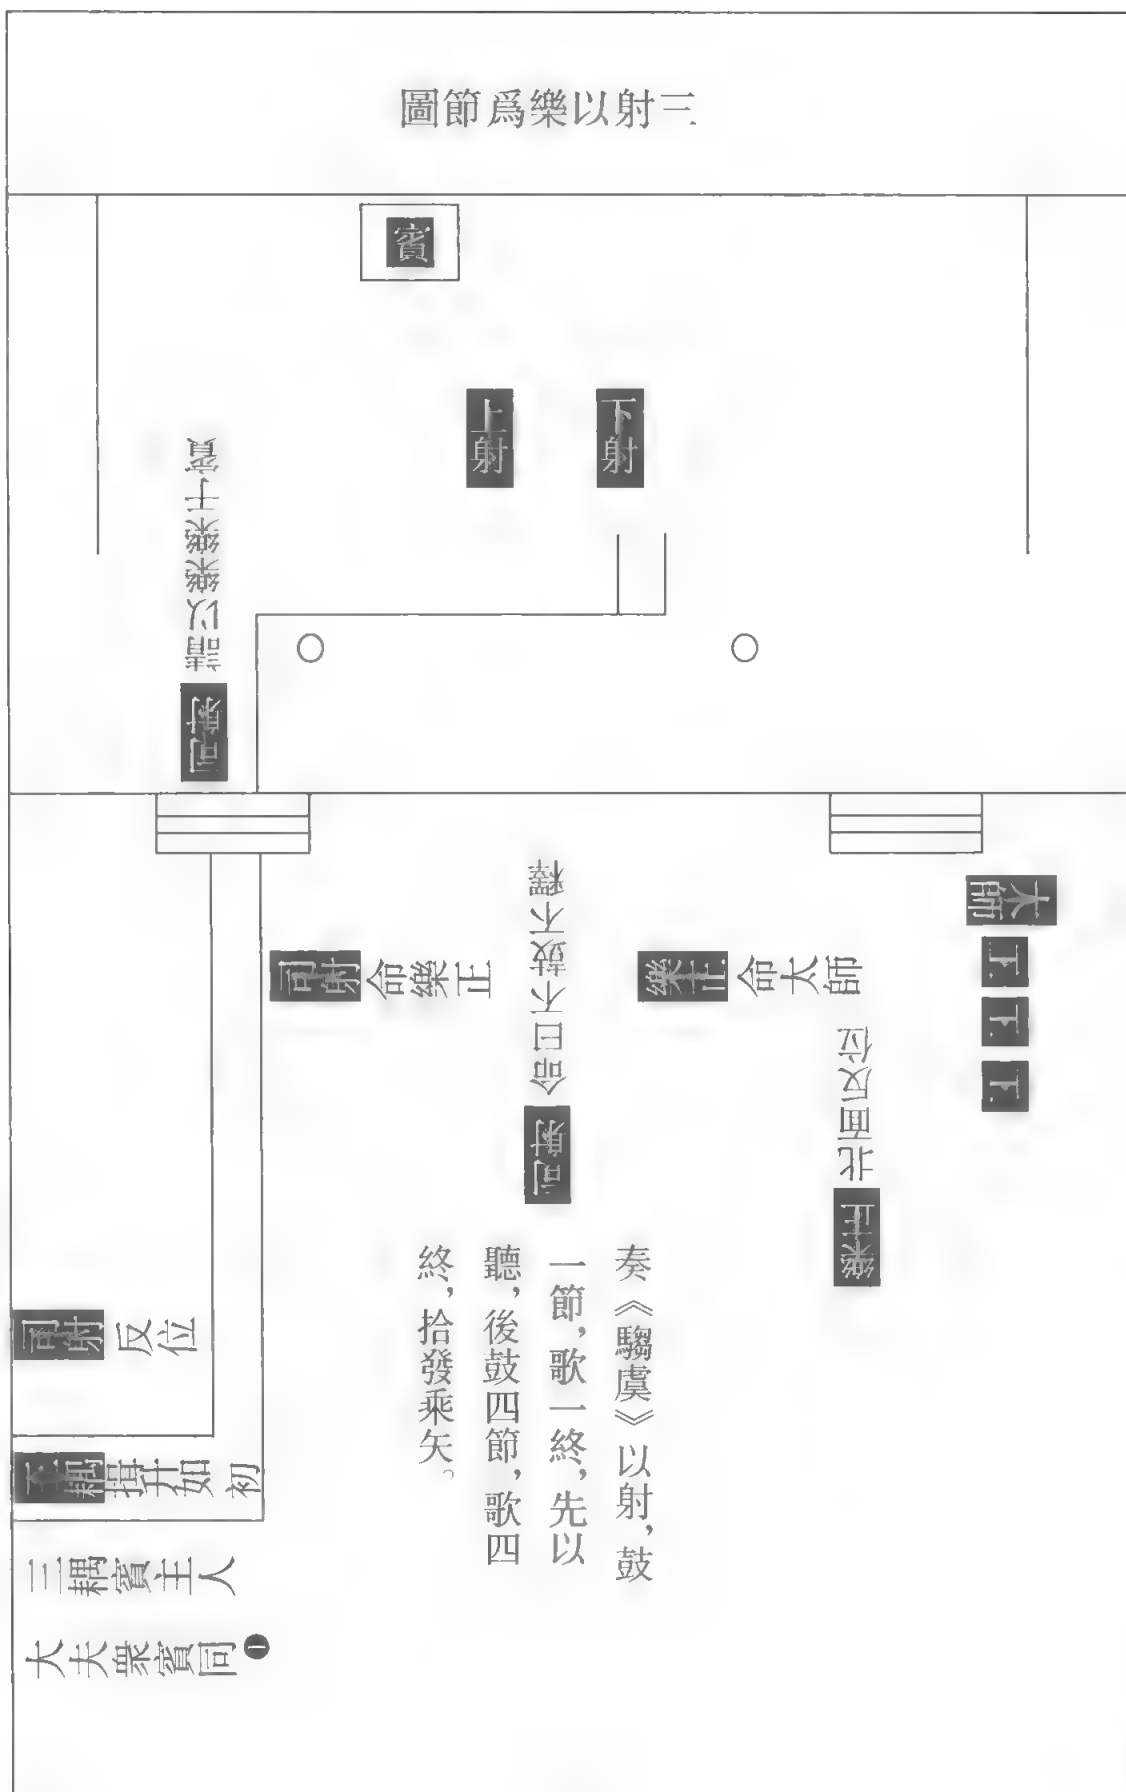 三射以樂爲節圖
賓
上射
下射
司射
請以樂樂于賓
司射
命樂正
司射
命曰不鼓不釋
樂正
命太師
樂正
北面反位
大師
工
工
工
奏《騶虞》以射，鼓
一節，歌一終，先以
聽，後鼓四節，歌四
終，拾發乘矢。
司射
反位
耦揖升如初
三耦賓主人
大夫衆賓同❶